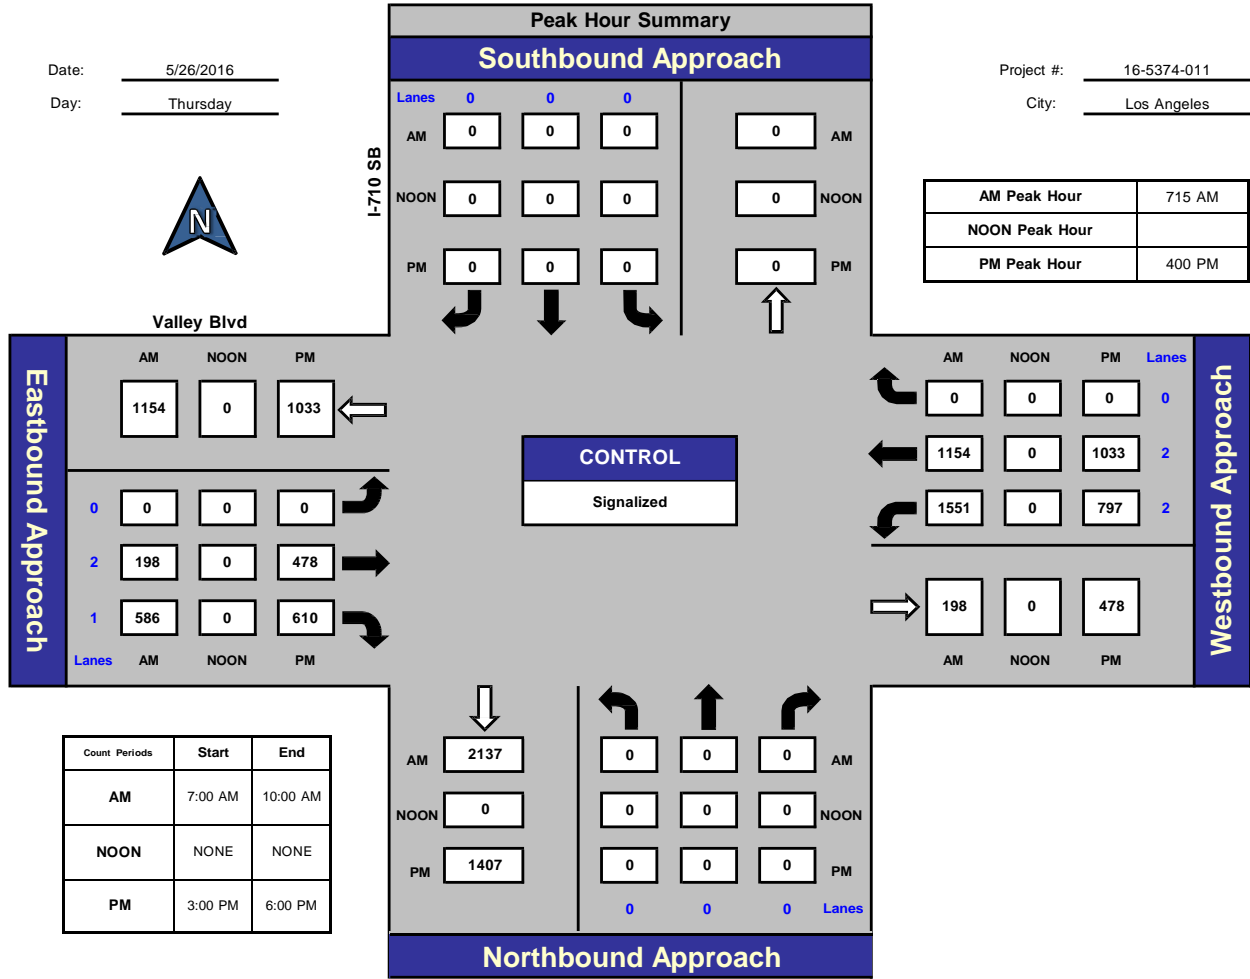 Peak Hour Summary
Southbound Approach
Date: 5/26/2016
Day: Thursday
Project #: 16-5374-011
City: Los Angeles
Lanes 0 0 0
AM 0 0 0 0 AM
I-710 SB
NOON 0 0 0 0 NOON
PM 0 0 0 0 PM
N
AM Peak Hour 715 AM
NOON Peak Hour
PM Peak Hour 400 PM
Valley Blvd
Eastbound Approach
AM NOON PM
1154 0 1033
0 0 0 0
2 198 0 478
1 586 0 610
Lanes AM NOON PM
CONTROL
Signalized
AM NOON PM Lanes
0 0 0 0
1154 0 1033 2
1551 0 797 2
198 0 478
AM NOON PM
Westbound Approach
Count Periods Start End
AM 7:00 AM 10:00 AM
NOON NONE NONE
PM 3:00 PM 6:00 PM
AM 2137 0 0 0 AM
NOON 0 0 0 0 NOON
PM 1407 0 0 0 PM
0 0 0 Lanes
Northbound Approach